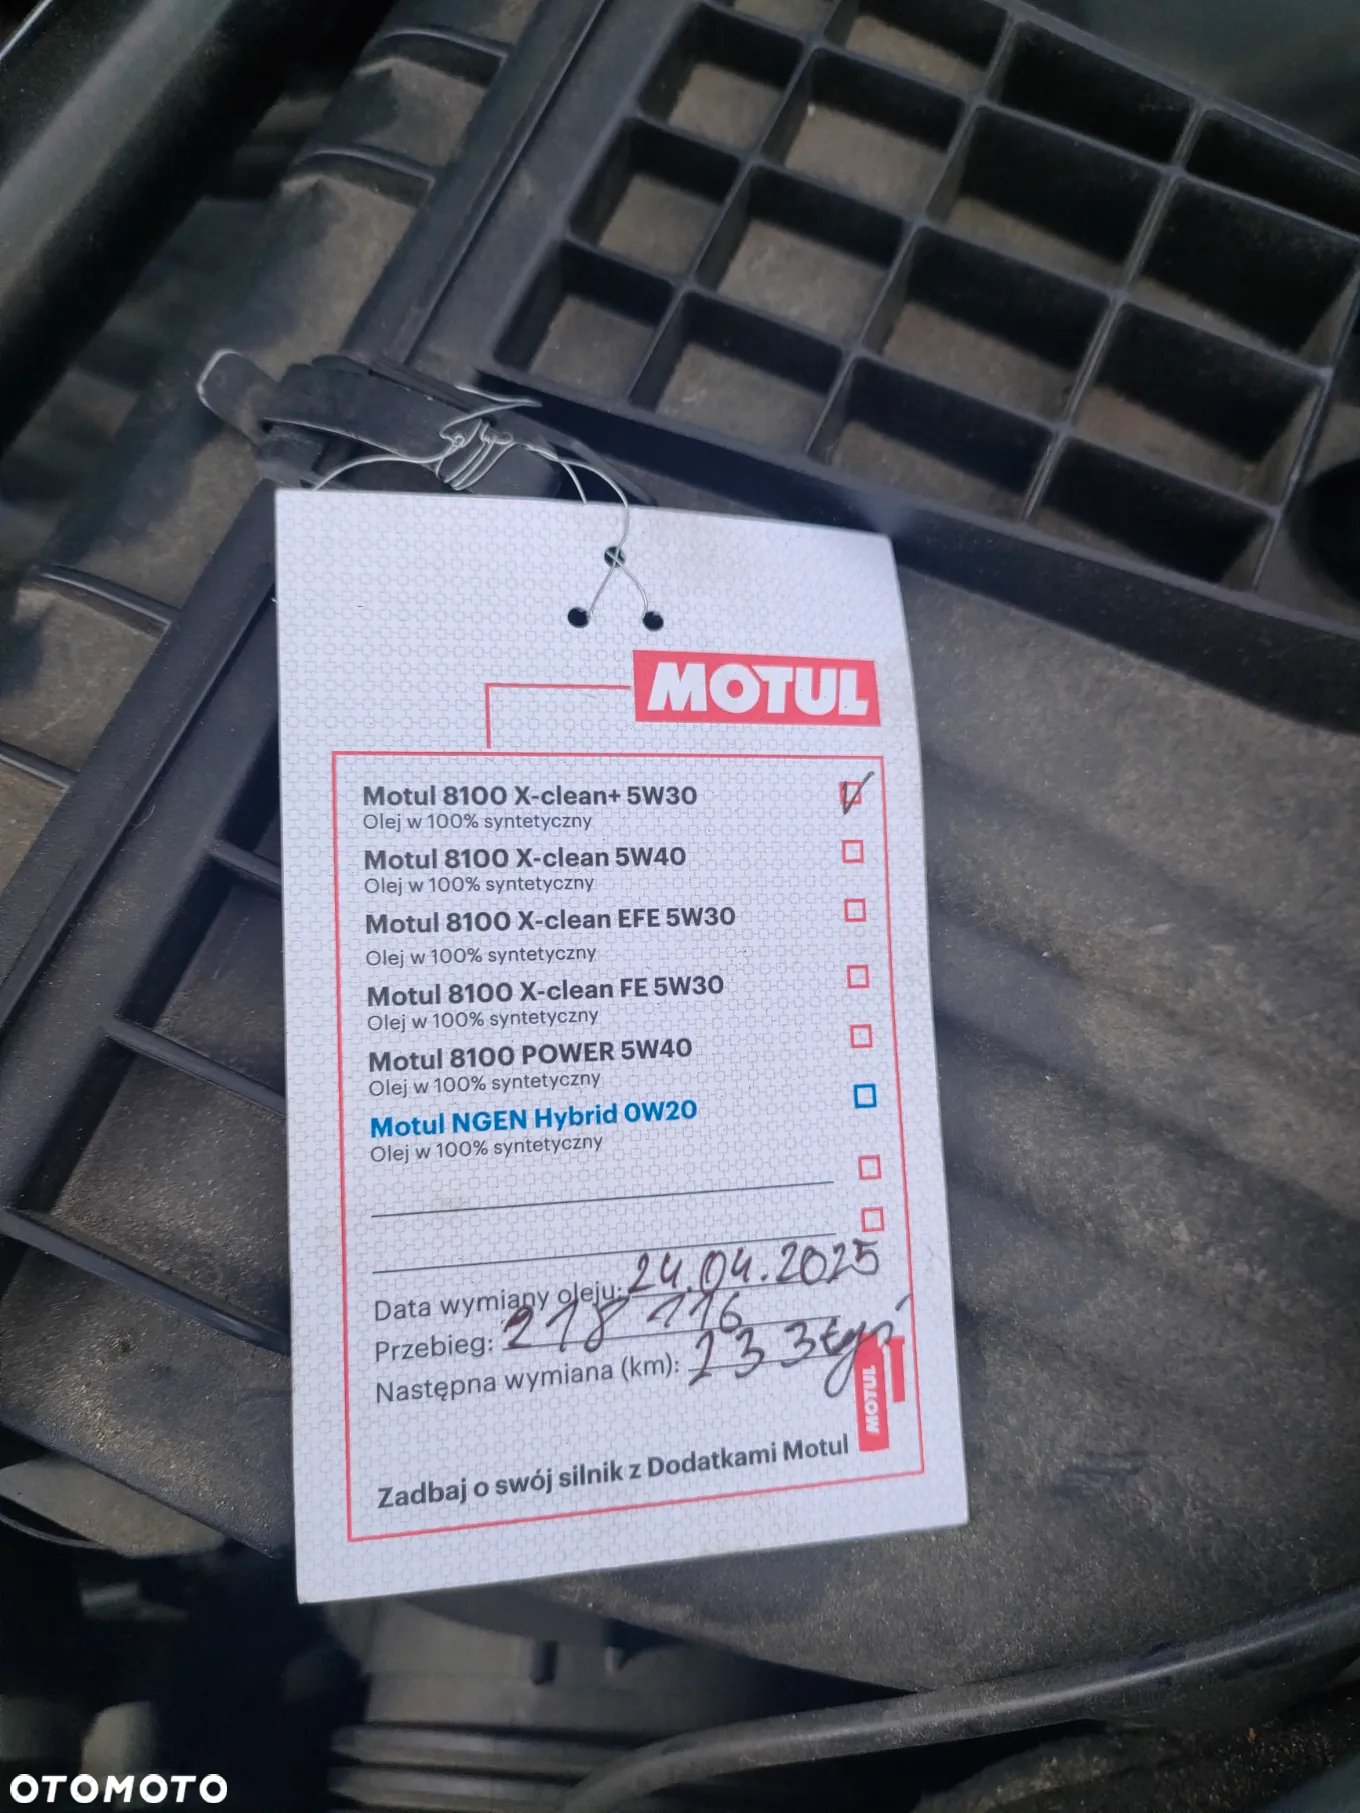 MOTUL
Motul 8100 X-clean+ 5W30
Olej w 100% syntetyczny
Motul 8100 X-clean 5W40
Olej w 100% syntetyczny
Motul 8100 X-clean EFE 5W30
Olej w 100% syntetyczny
Motul 8100 X-clean FE 5W30
Olej w 100% syntetyczny
Motul 8100 POWER 5W40
Olej w 100% syntetyczny
Motul NGEN Hybrid 0W20
Olej w 100% syntetyczny
Data wymiany oleju: 24.04.2025
Przebieg: 218 116
Następna wymiana (km): 233
MOTUL
Zadbaj o swój silnik z Dodatkami Motul
OTOMOTO